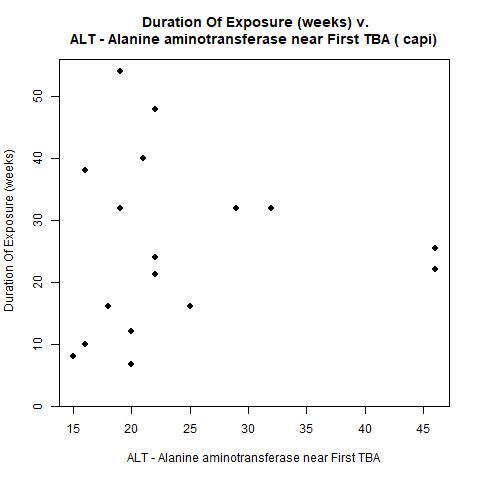 Duration Of Exposure (weeks) v.
ALT - Alanine aminotransferase near First TBA ( capi)
Duration Of Exposure (weeks)
50
40
30
20
10
0
15 20 25 30 35 40 45
ALT - Alanine aminotransferase near First TBA